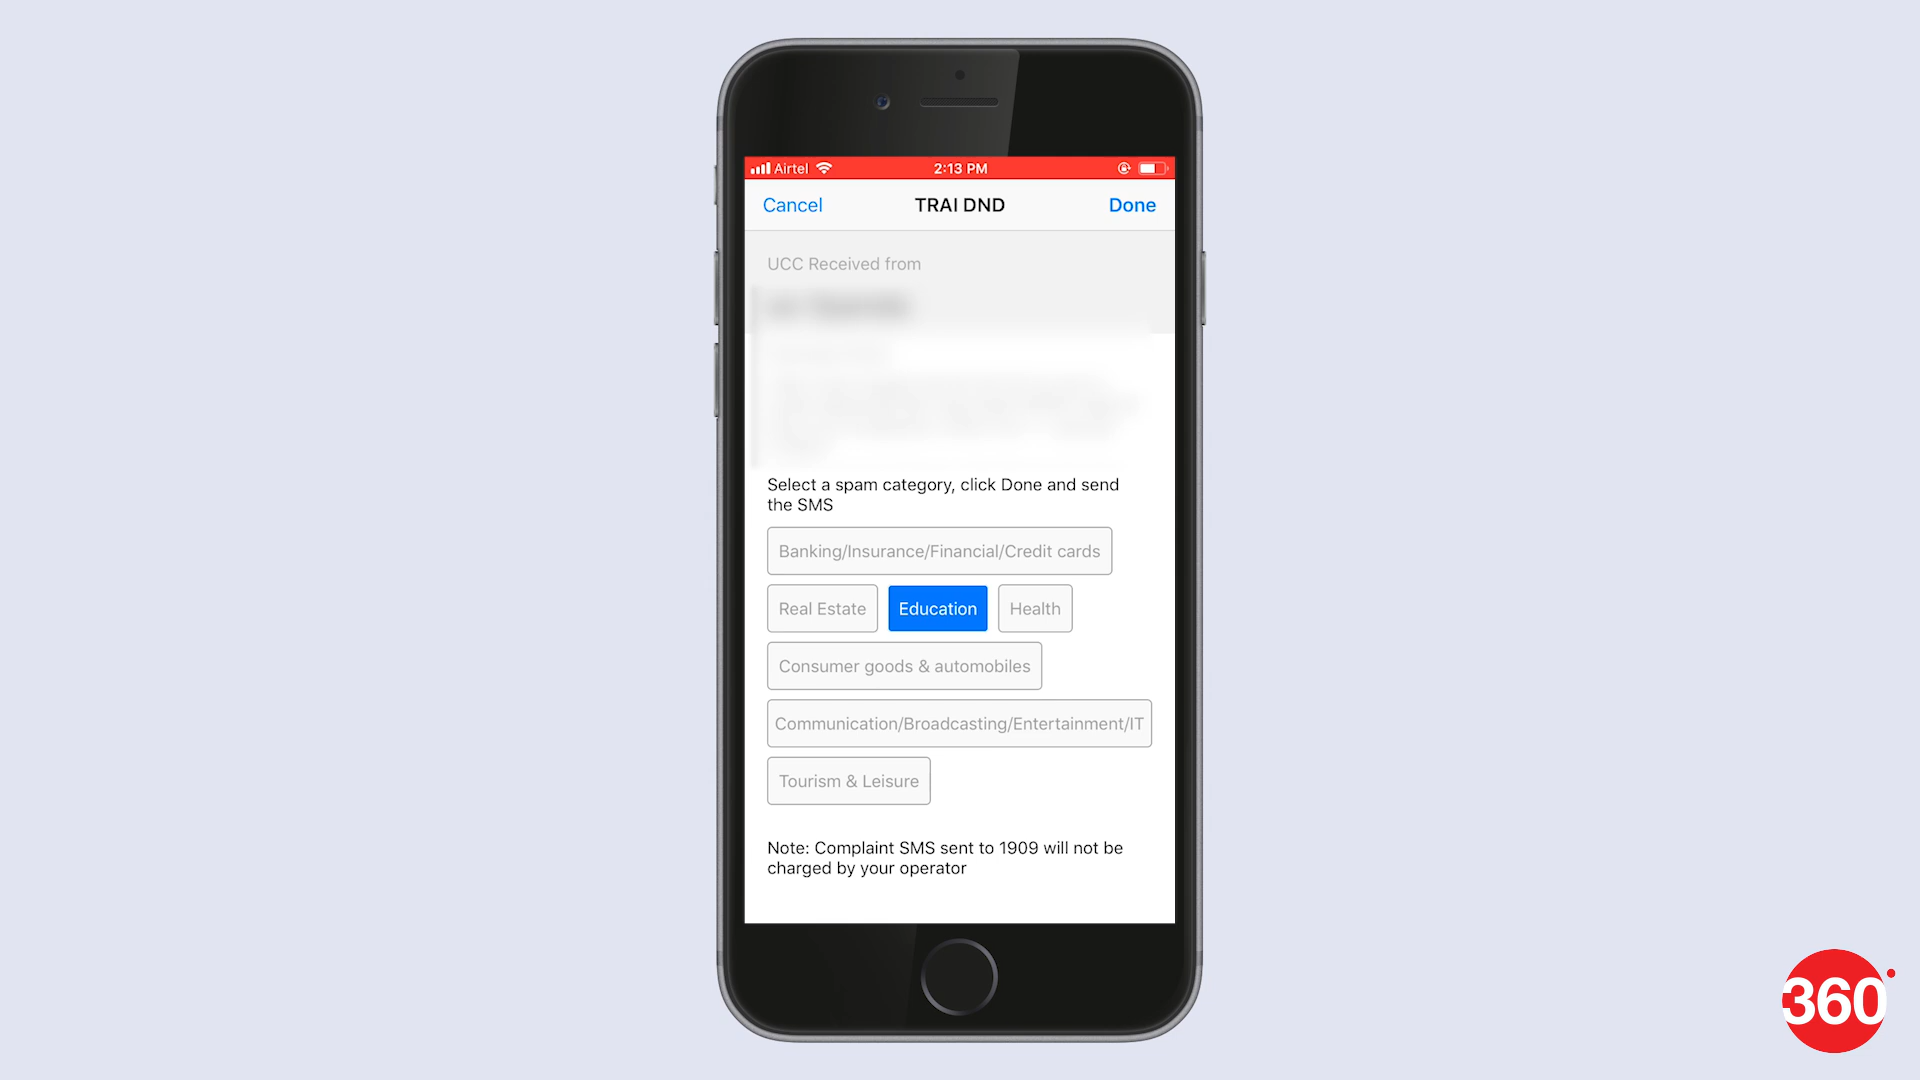 Airtel 2:13 PM
Cancel TRAI DND Done
UCC Received from
Select a spam category, click Done and send
the SMS
Banking/Insurance/Financial/Credit cards
Real Estate Education Health
Consumer goods & automobiles
Communication/Broadcasting/Entertainment/IT
Tourism & Leisure
Note: Complaint SMS sent to 1909 will not be
charged by your operator
360